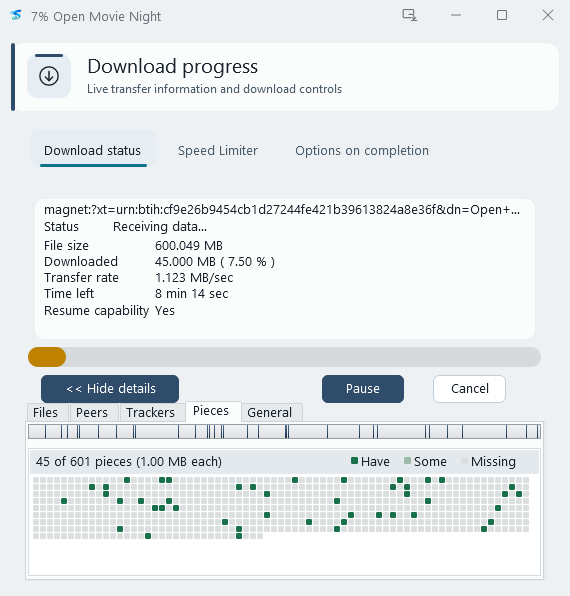 7% Open Movie Night
Download progress
Live transfer information and download controls
Download status Speed Limiter Options on completion
magnet:?xt=urn:btih:cf9e26b9454cb1d27244fe421b39613824a8e36f&dn=Open+...
Status Receiving data...
File size 600.049 MB
Downloaded 45.000 MB ( 7.50 % )
Transfer rate 1.123 MB/sec
Time left 8 min 14 sec
Resume capability Yes
<< Hide details Pause Cancel
Files Peers Trackers Pieces General
45 of 601 pieces (1.00 MB each) Have Some Missing